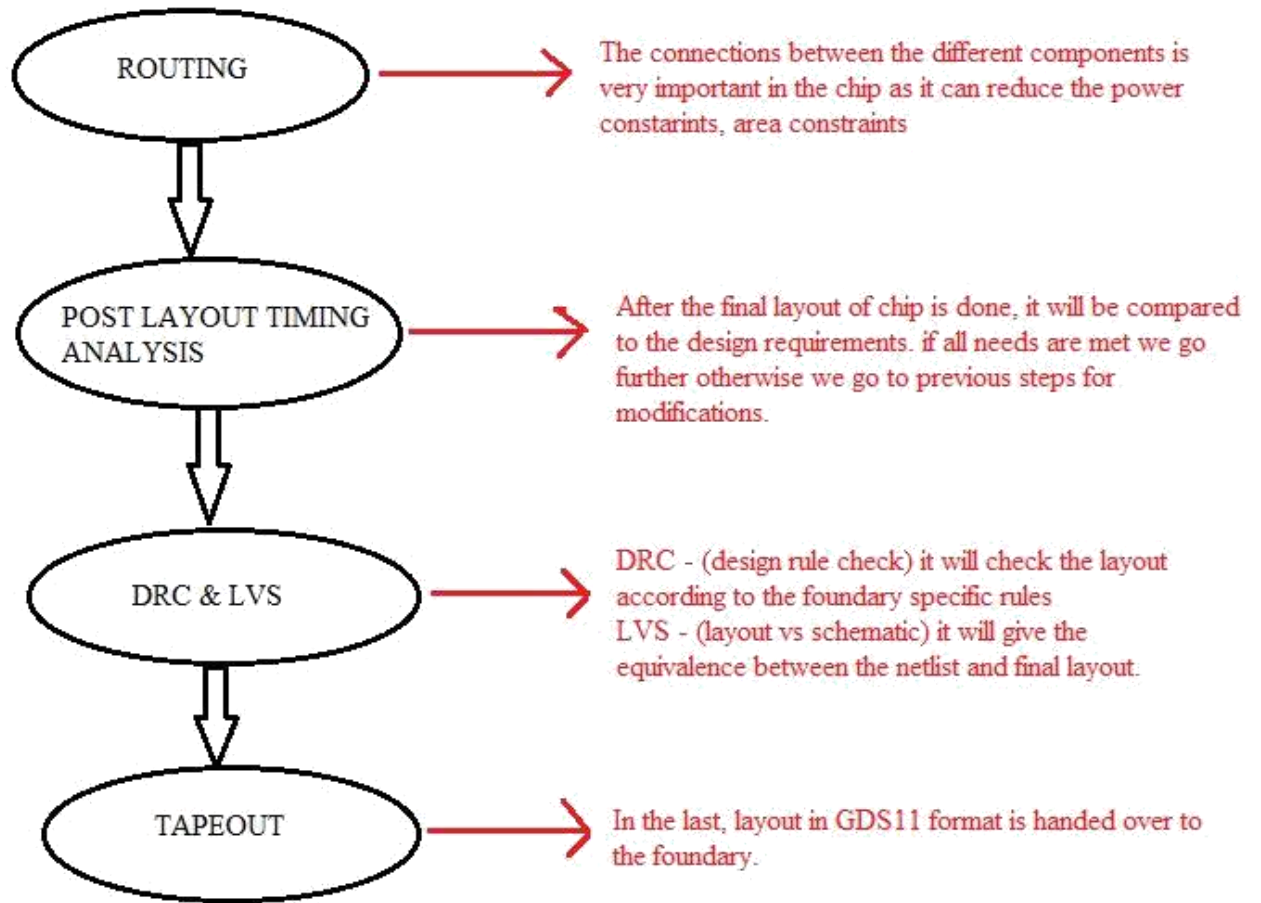 ROUTING
The connections between the different components is
very important in the chip as it can reduce the power
constarints, area constraints
POST LAYOUT TIMING
ANALYSIS
After the final layout of chip is done, it will be compared
to the design requirements. if all needs are met we go
further otherwise we go to previous steps for
modifications.
DRC & LVS
DRC - (design rule check) it will check the layout
according to the foundary specific rules
LVS - (layout vs schematic) it will give the
equivalence between the netlist and final layout.
TAPEOUT
In the last, layout in GDS11 format is handed over to
the foundary.